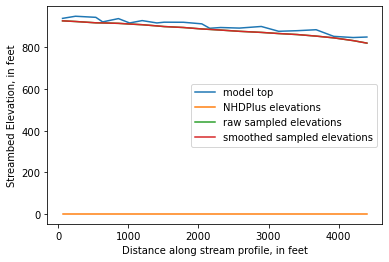 800
600
400
200
0
0
1000
2000
3000
4000
Streambed Elevation, in feet
Distance along stream profile, in feet
model top
NHDPlus elevations
raw sampled elevations
smoothed sampled elevations